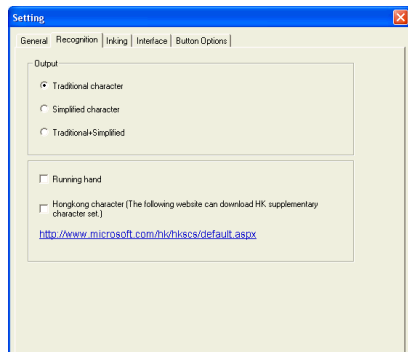 Setting
General Recognition Inking Interface Button Options
Output
Traditional character
Simplified character
Traditional+Simplified
Running hand
Hongkong character (The following website can download HK supplementary
character set.)
http://www.microsoft.com/hk/hkscs/default.aspx